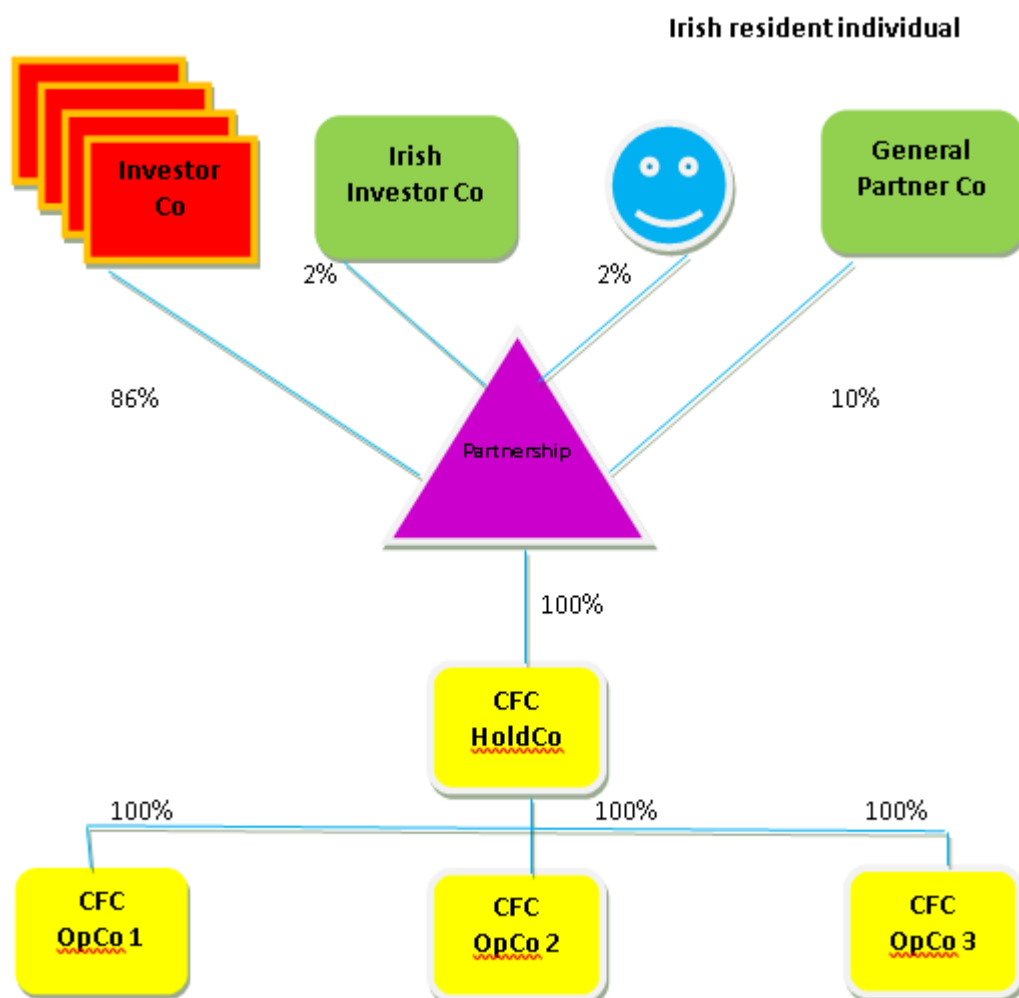 Irish resident individual
Investor
Co
Irish
Investor Co
General
Partner Co
2%
2%
86%
10%
Partnership
100%
CFC
HoldCo
100%
100%
100%
CFC
OpCo 1
CFC
OpCo 2
CFC
OpCo 3